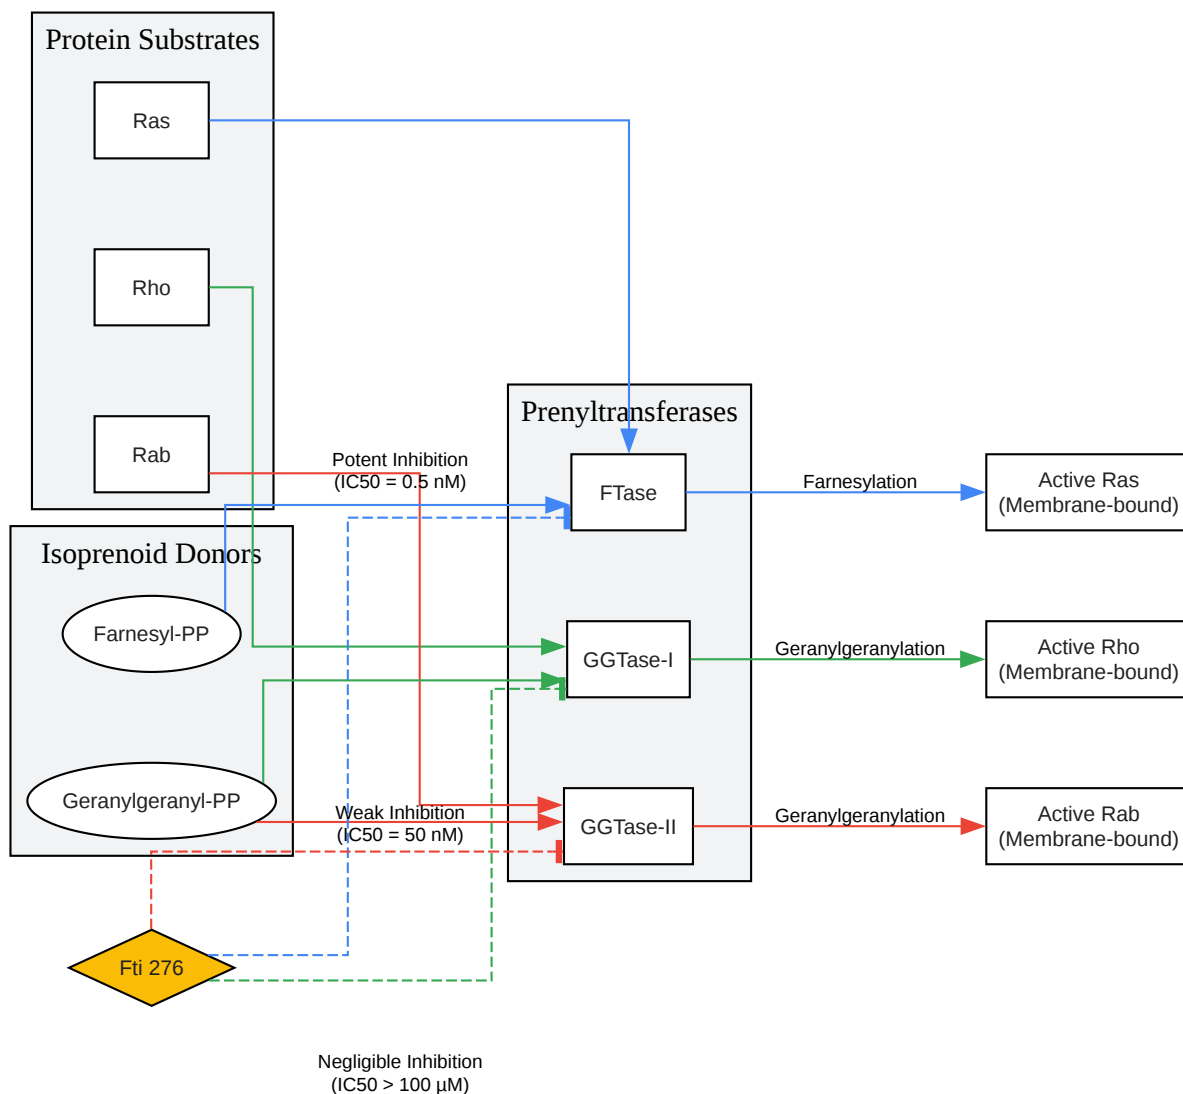 Protein Substrates
Ras
Rho
Rab
Potent Inhibition
(IC50 = 0.5 nM)
Prenyltransferases
FTase
Farnesylation
Active Ras
(Membrane-bound)
Isoprenoid Donors
Farnesyl-PP
GGTase-I
Geranylgeranylation
Active Rho
(Membrane-bound)
Geranylgeranyl-PP
Weak Inhibition
(IC50 = 50 nM)
GGTase-II
Geranylgeranylation
Active Rab
(Membrane-bound)
Fti 276
Negligible Inhibition
(IC50 > 100 µM)